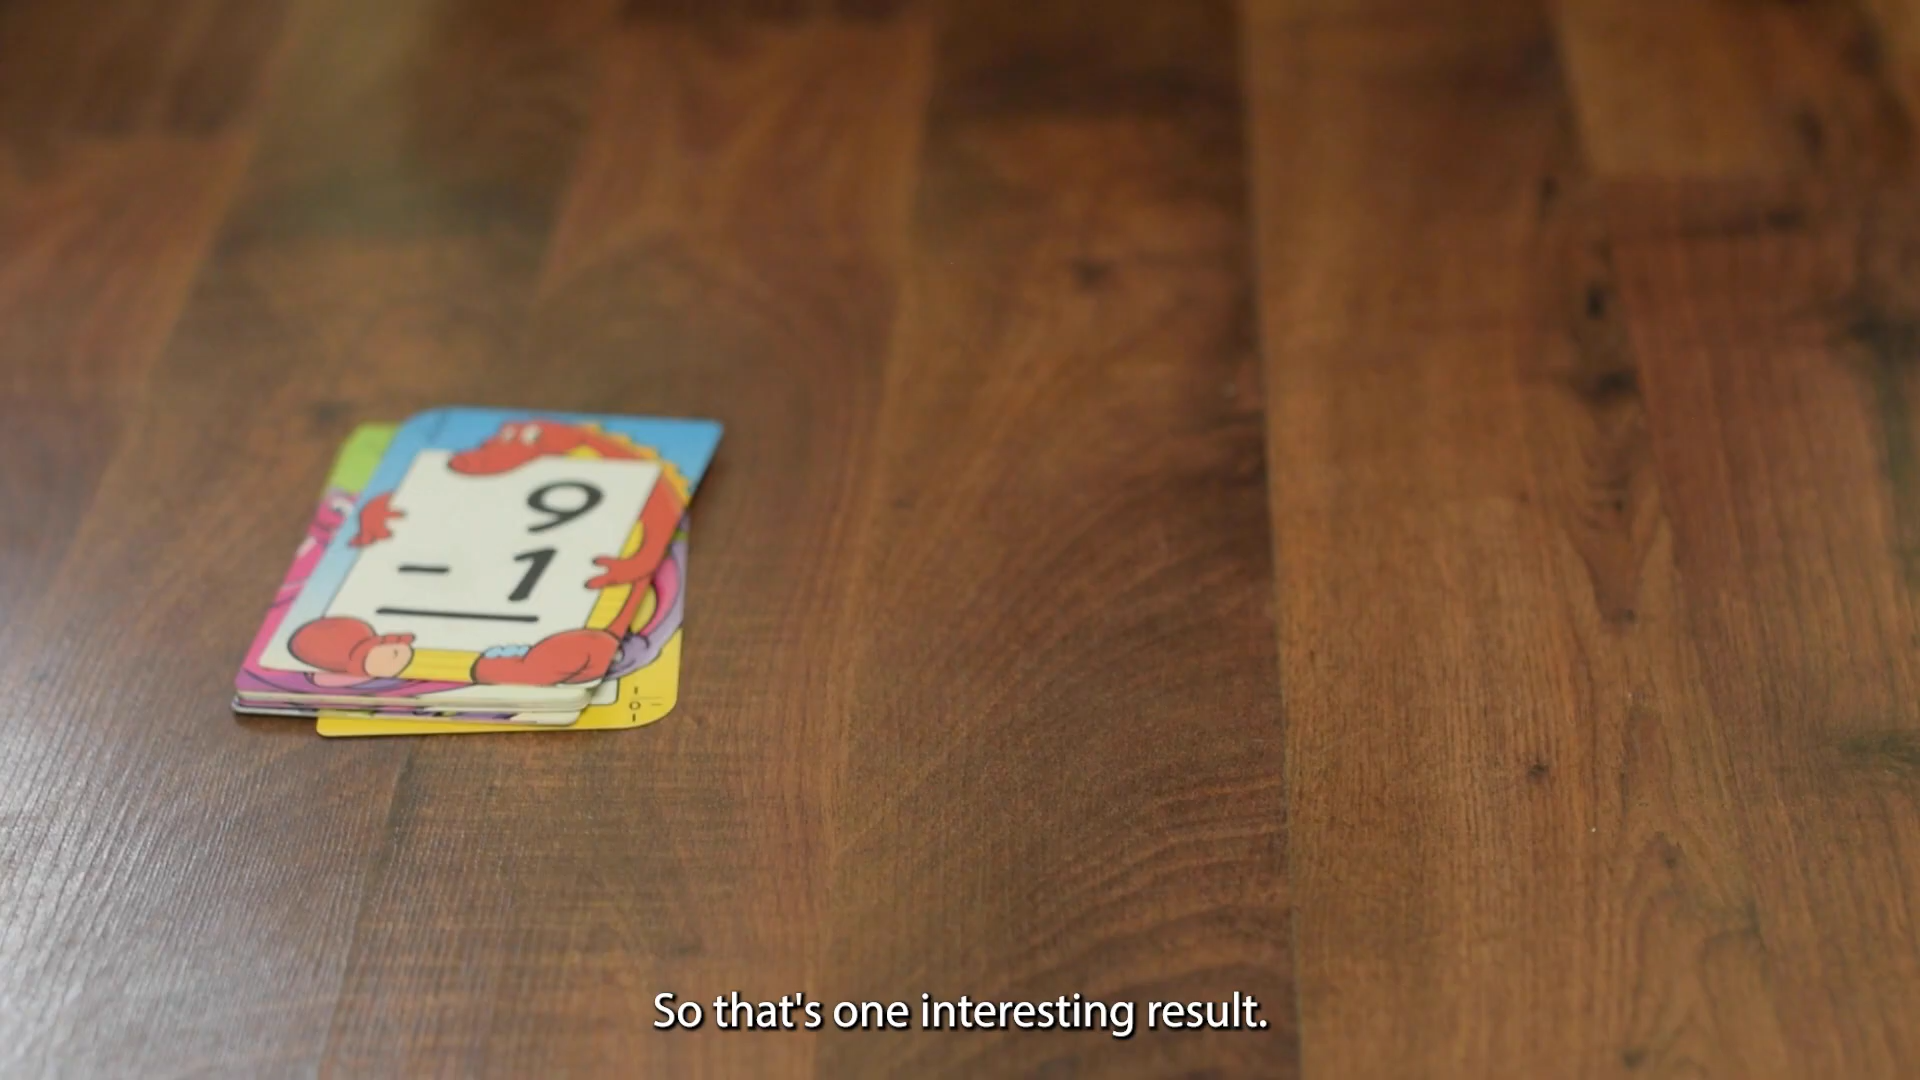 9
- 1
So that's one interesting result.